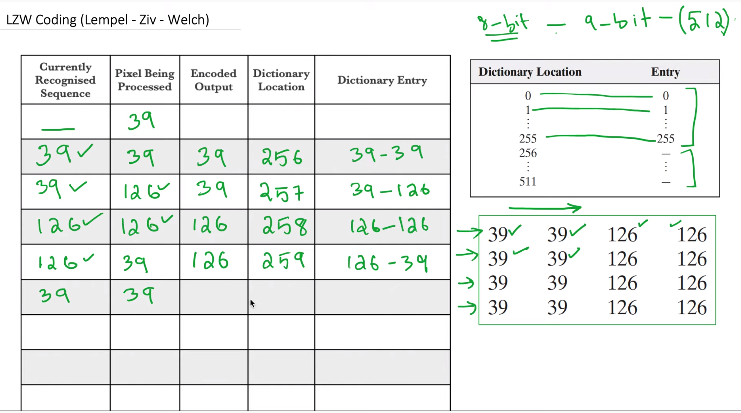 LZW Coding (Lempel - Ziv - Welch)
8-bit - 9-bit - (512)
Currently Recognised Sequence | Pixel Being Processed | Encoded Output | Dictionary Location | Dictionary Entry
— 39
39 ✓ 39 39 256 39-39
39 ✓ 126 ✓ 39 257 39-126
126 ✓ 126 ✓ 126 258 126-126
126 ✓ 39 126 259 126-39
39 39
Dictionary Location Entry
0 0
1 1
⋮ ⋮
255 255
256 —
⋮ ⋮
511 —
39 ✓ 39 ✓ 126 ✓ ✓ 126
39 ✓ 39 ✓ 126 126
39 39 126 126
39 39 126 126